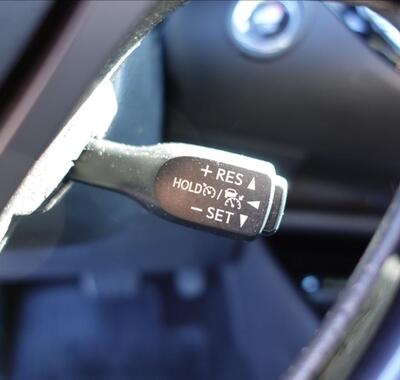 + RES ▲
HOLD / ◀
− SET ▼